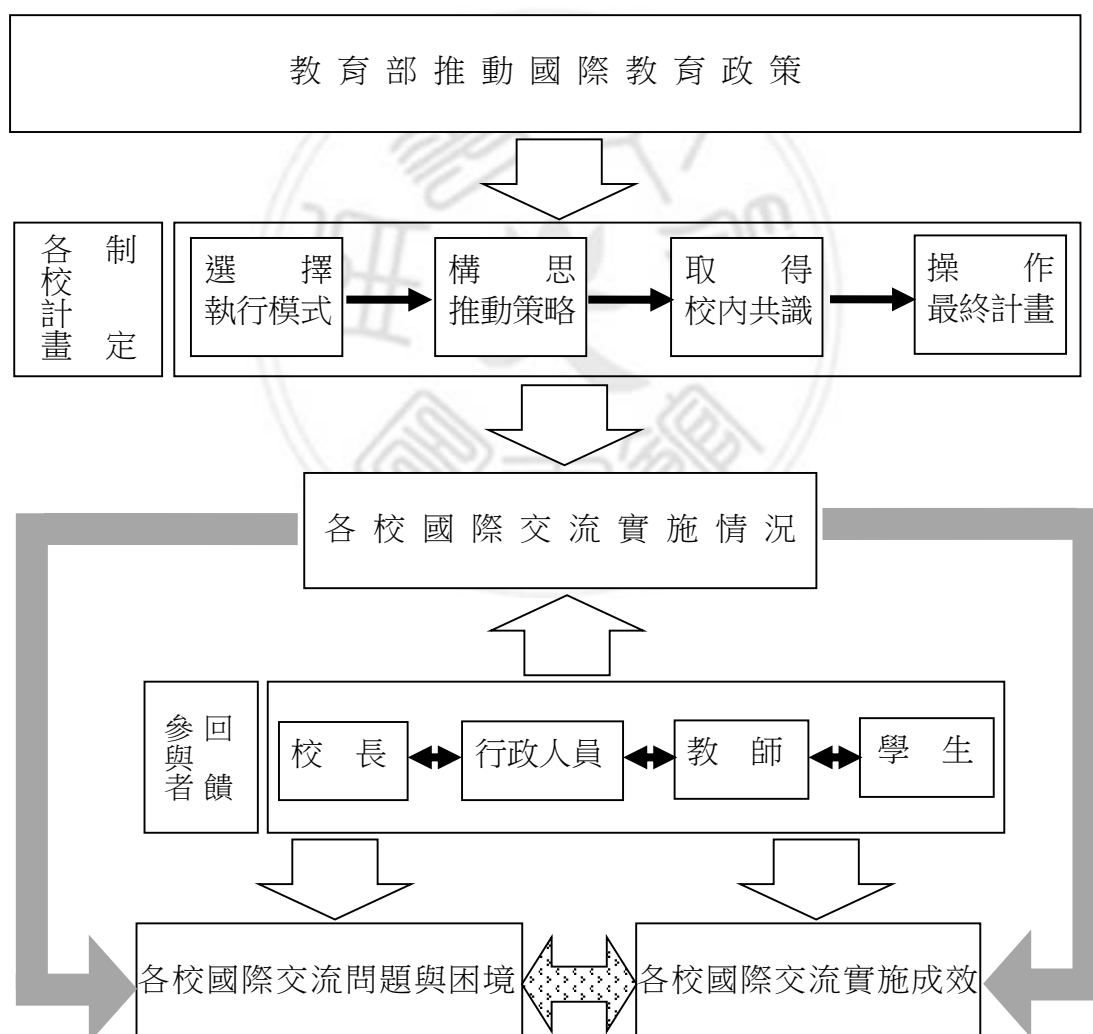 教育部推動國際教育政策
各校計畫
制定
選擇
執行模式
構思
推動策略
取得
校內共識
操作
最終計畫
各校國際交流實施情況
參與者
回饋
校長
行政人員
教師
學生
各校國際交流問題與困境
各校國際交流實施成效